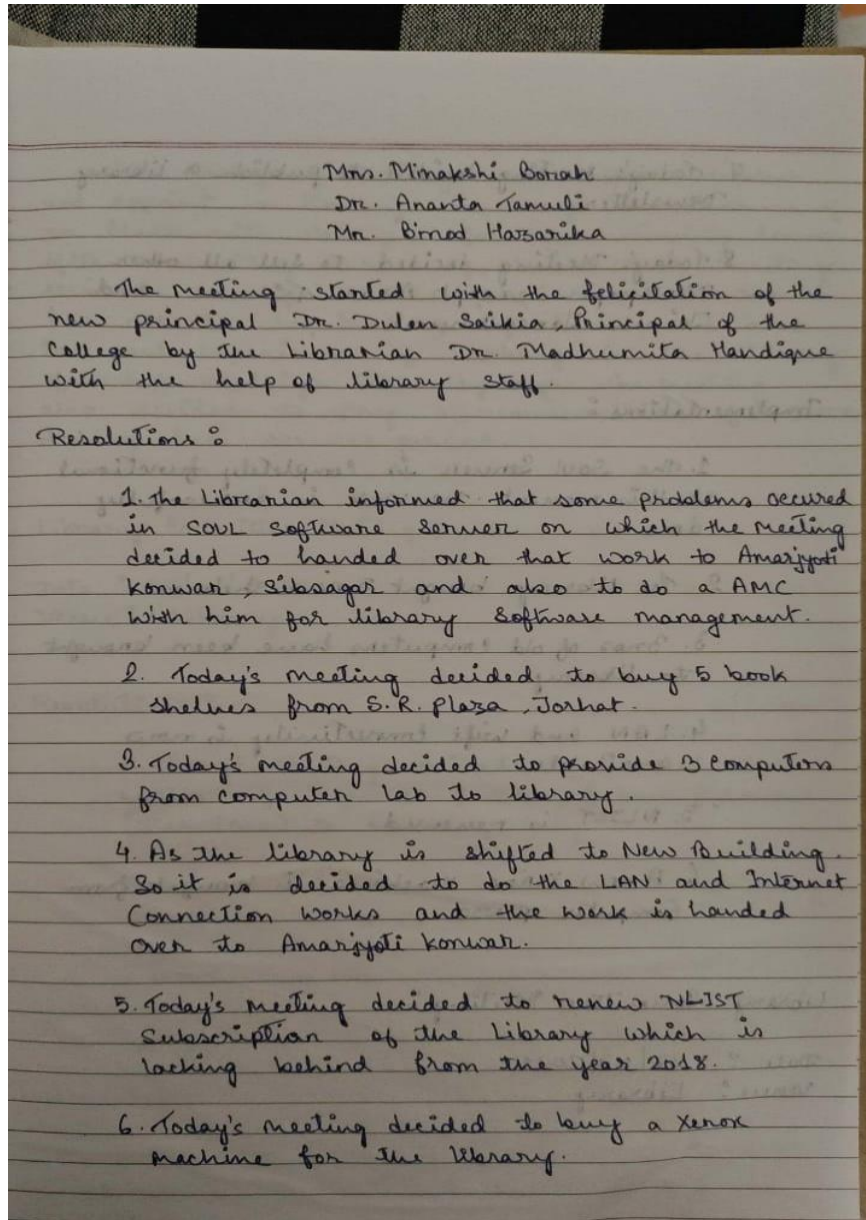 Mrs. Minakshi Borah
Dr. Ananta Tamuli
Mr. Binod Hazarika
The meeting started with the felicitation of the
new principal Dr. Dulen Saikia, Principal of the
College by the Librarian Dr. Madhumita Handique
with the help of library staff.
Resolutions :
1. The Librarian informed that some problems occured
in SOUL Software Server on which the meeting
decided to handed over that work to Amarjyoti
Konwar, Sibsagar and also to do a AMC
with him for library Software management.
2. Today's meeting decided to buy 5 book
shelves from S.R. Plaza, Jorhat.
3. Today's meeting decided to provide 3 computers
from computer lab to library.
4. As the library is shifted to New Building.
So it is decided to do the LAN and Internet
Connection works and the work is handed
over to Amarjyoti Konwar.
5. Today's meeting decided to renew NLIST
Subscription of the Library which is
lacking behind from the year 2018.
6. Today's meeting decided to buy a Xerox
machine for the library.